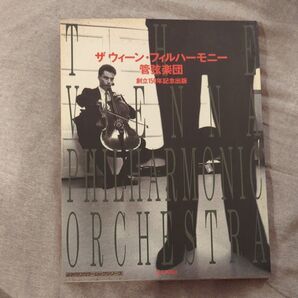 THE
ザ ウィーン・フィルハーモニー
管弦楽団
創立150年記念出版
VIENNA
PHILHARMONIC
ORCHESTRA